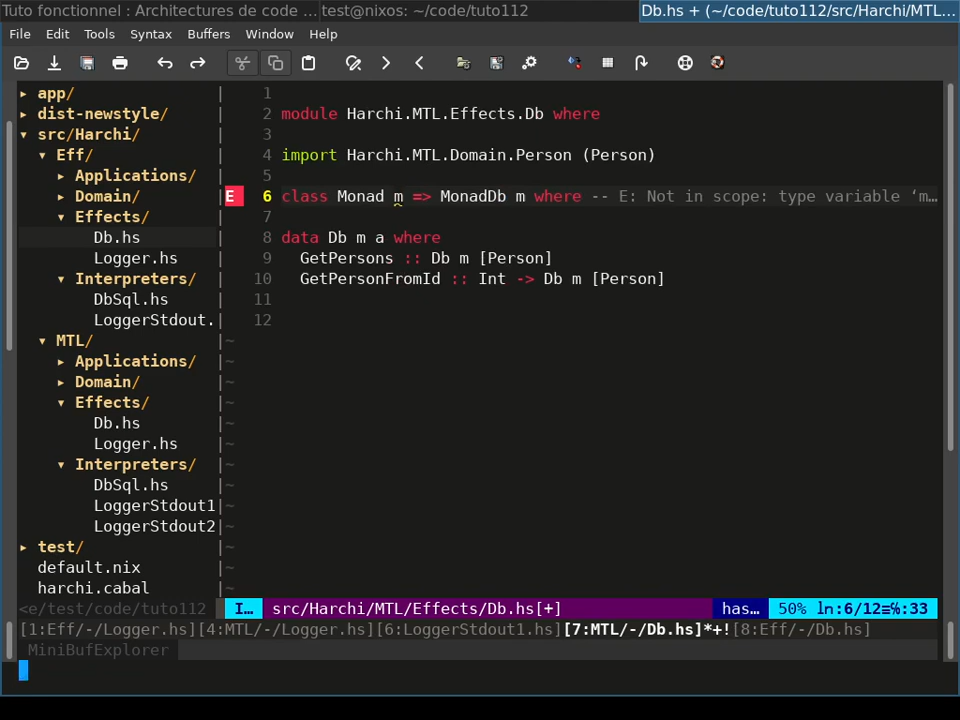 Tuto fonctionnel : Architectures de code ... test@nixos: ~/code/tuto112 Db.hs + (~/code/tuto112/src/Harchi/MTL...
File Edit Tools Syntax Buffers Window Help
▸ app/
▸ dist-newstyle/
▾ src/Harchi/
▾ Eff/
▸ Applications/
▸ Domain/
▾ Effects/
Db.hs
Logger.hs
▾ Interpreters/
DbSql.hs
LoggerStdout.
▾ MTL/
▸ Applications/
▸ Domain/
▾ Effects/
Db.hs
Logger.hs
▾ Interpreters/
DbSql.hs
LoggerStdout1
LoggerStdout2
▸ test/
default.nix
harchi.cabal
<e/test/code/tuto112
1
2 module Harchi.MTL.Effects.Db where
3
4 import Harchi.MTL.Domain.Person (Person)
5
E 6 class Monad m => MonadDb m where -- E: Not in scope: type variable ‘m…
7
8 data Db m a where
9 GetPersons :: Db m [Person]
10 GetPersonFromId :: Int -> Db m [Person]
11
12
~
~
~
~
~
~
~
~
~
~
~
~
~
I… src/Harchi/MTL/Effects/Db.hs[+] has… 50% ln:6/12≡℅:33
[1:Eff/-/Logger.hs][4:MTL/-/Logger.hs][6:LoggerStdout1.hs][7:MTL/-/Db.hs]*+![8:Eff/-/Db.hs]
MiniBufExplorer